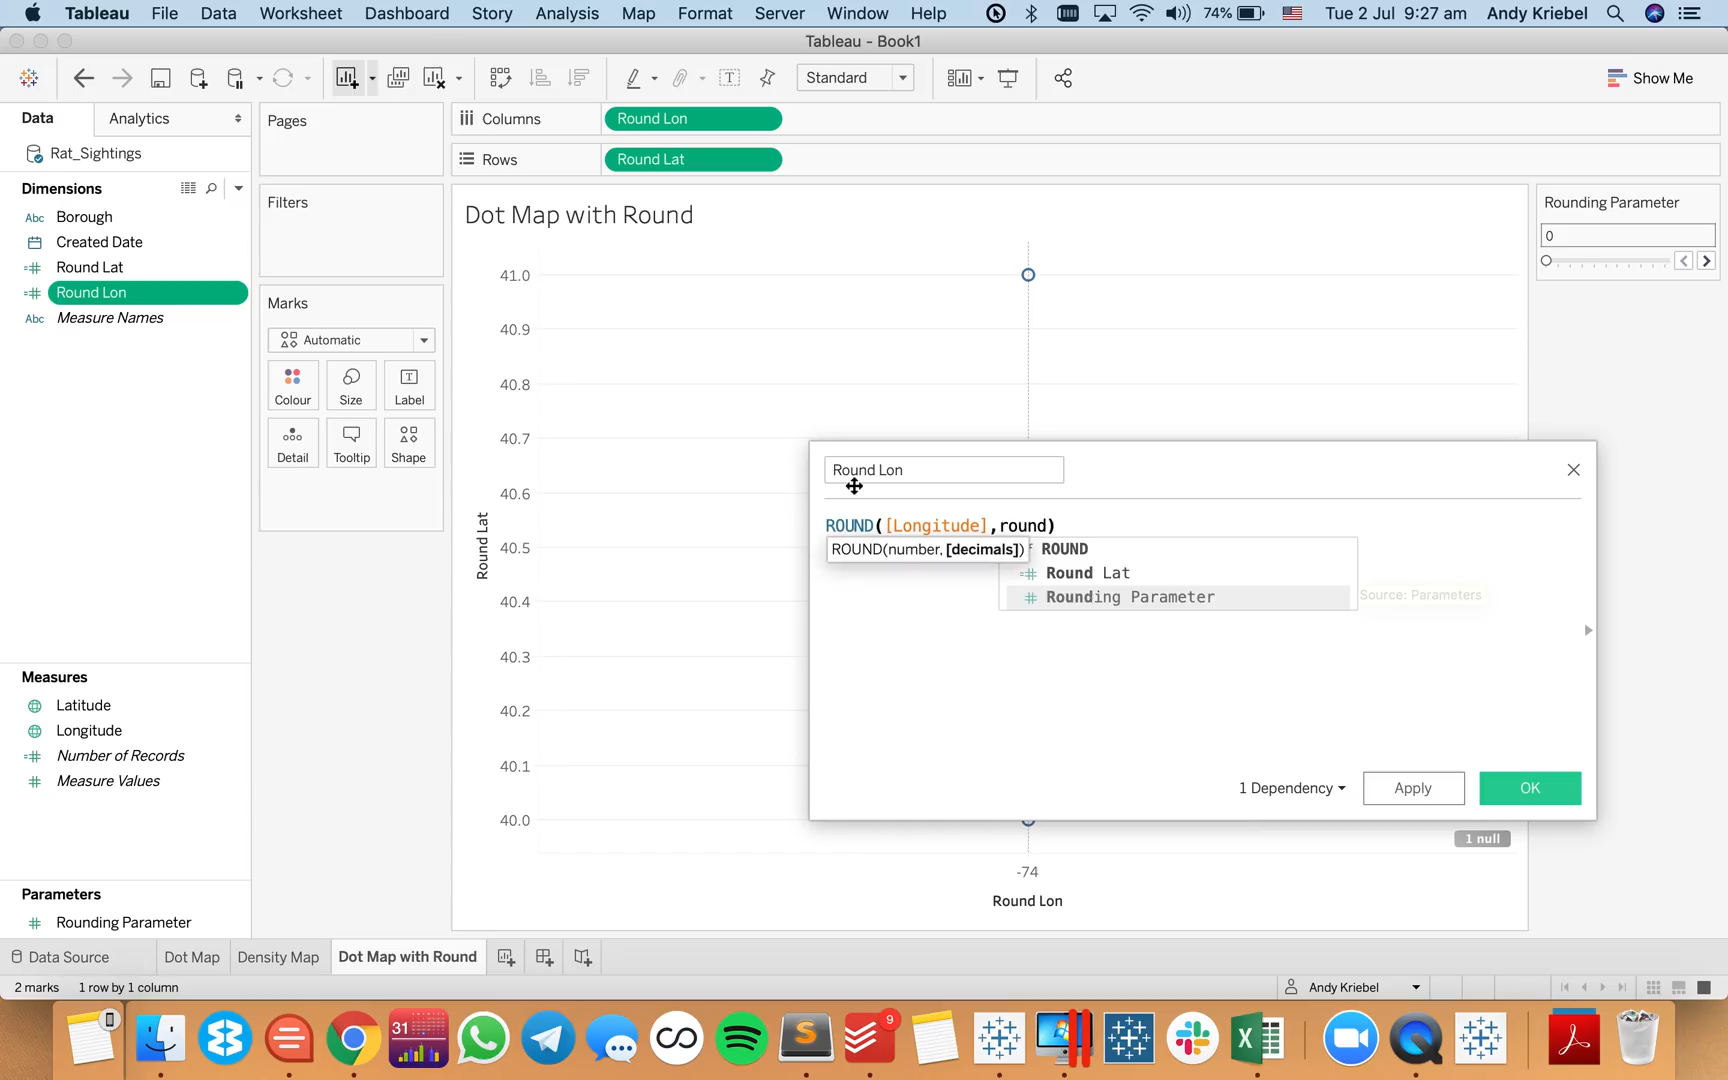 Tableau File Data Worksheet Dashboard Story Analysis Map Format Server Window Help 74% Tue 2 Jul 9:27 am Andy Kriebel
Tableau - Book1
Standard Show Me
Data Analytics
Rat_Sightings
Dimensions
Abc Borough
Created Date
Round Lat
Round Lon
Abc Measure Names
Measures
Latitude
Longitude
Number of Records
Measure Values
Parameters
Rounding Parameter
Pages
Filters
Marks
Automatic
Colour Size Label
Detail Tooltip Shape
Columns Round Lon
Rows Round Lat
Dot Map with Round
41.0
40.9
40.8
40.7
40.6
40.5
40.4
40.3
40.2
40.1
40.0
Round Lat
-74
Round Lon
1 null
Rounding Parameter
0
Round Lon
ROUND([Longitude],round)
ROUND(number, [decimals])
ROUND
Round Lat
Rounding Parameter
Source: Parameters
1 Dependency Apply OK
Data Source Dot Map Density Map Dot Map with Round
2 marks 1 row by 1 column Andy Kriebel
31
9